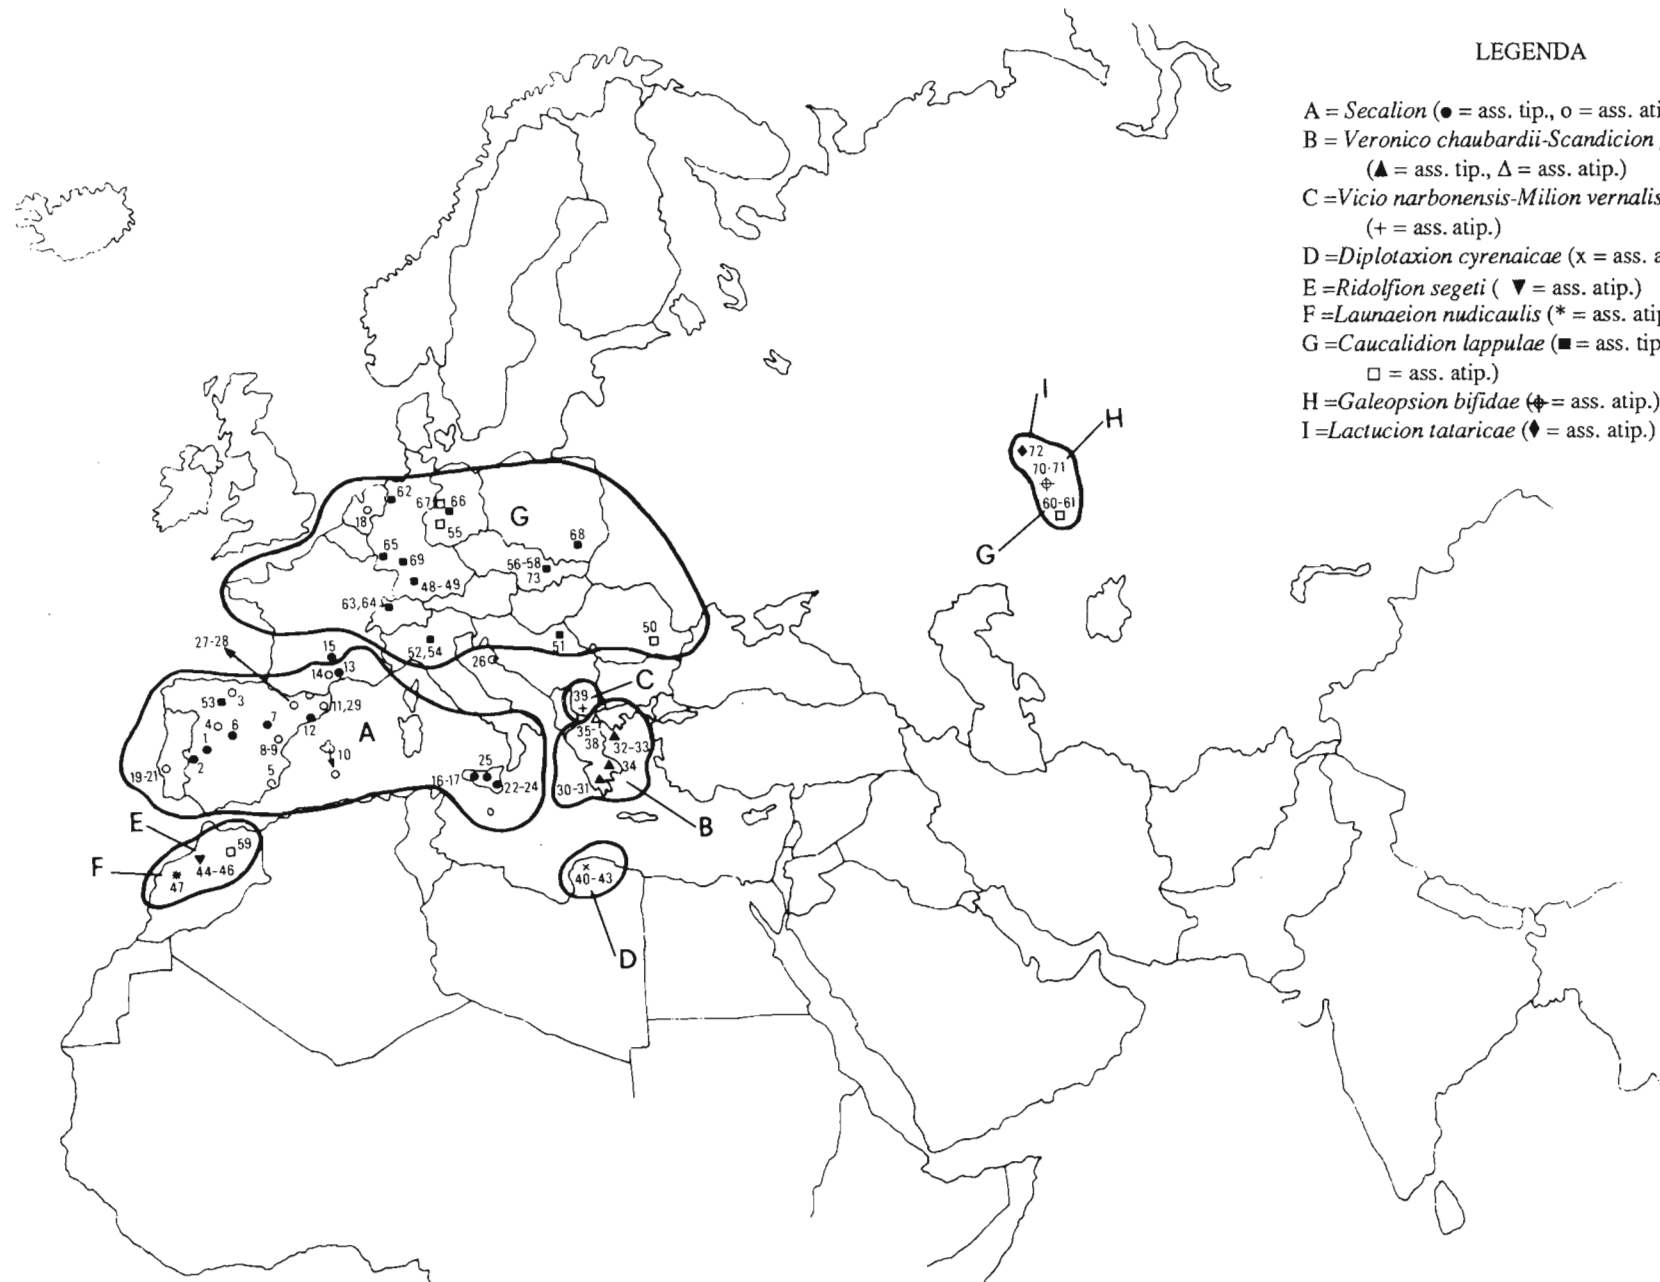 LEGENDA
A = Secalion (● = ass. tip., o = ass. ati
B = Veronico chaubardii-Scandicion
(▲ = ass. tip., Δ = ass. atip.)
C =Vicio narbonensis-Milion vernalis
(+ = ass. atip.)
D =Diplotaxion cyrenaicae (x = ass. a
E =Ridolfion segeti ( ▼ = ass. atip.)
F =Launaeion nudicaulis (* = ass. atip
G =Caucalidion lappulae (■ = ass. tip
□ = ass. atip.)
H =Galeopsion bifidae (⌖= ass. atip.)
I =Lactucion tataricae (♦ = ass. atip.)
I
H
72
70-71
60-61
G
62
67
66
18
55
G
68
65
69
56-58
73
48-49
63,64
50
27-28
15
52,54
51
26
14
13
C
39
53
3
11,29
4
6
7
12
A
35-
38
32-33
1
8-9
10
34
2
19-21
5
25
16-17
22-24
30-31
E
B
59
F
44-46
47
40-43
D